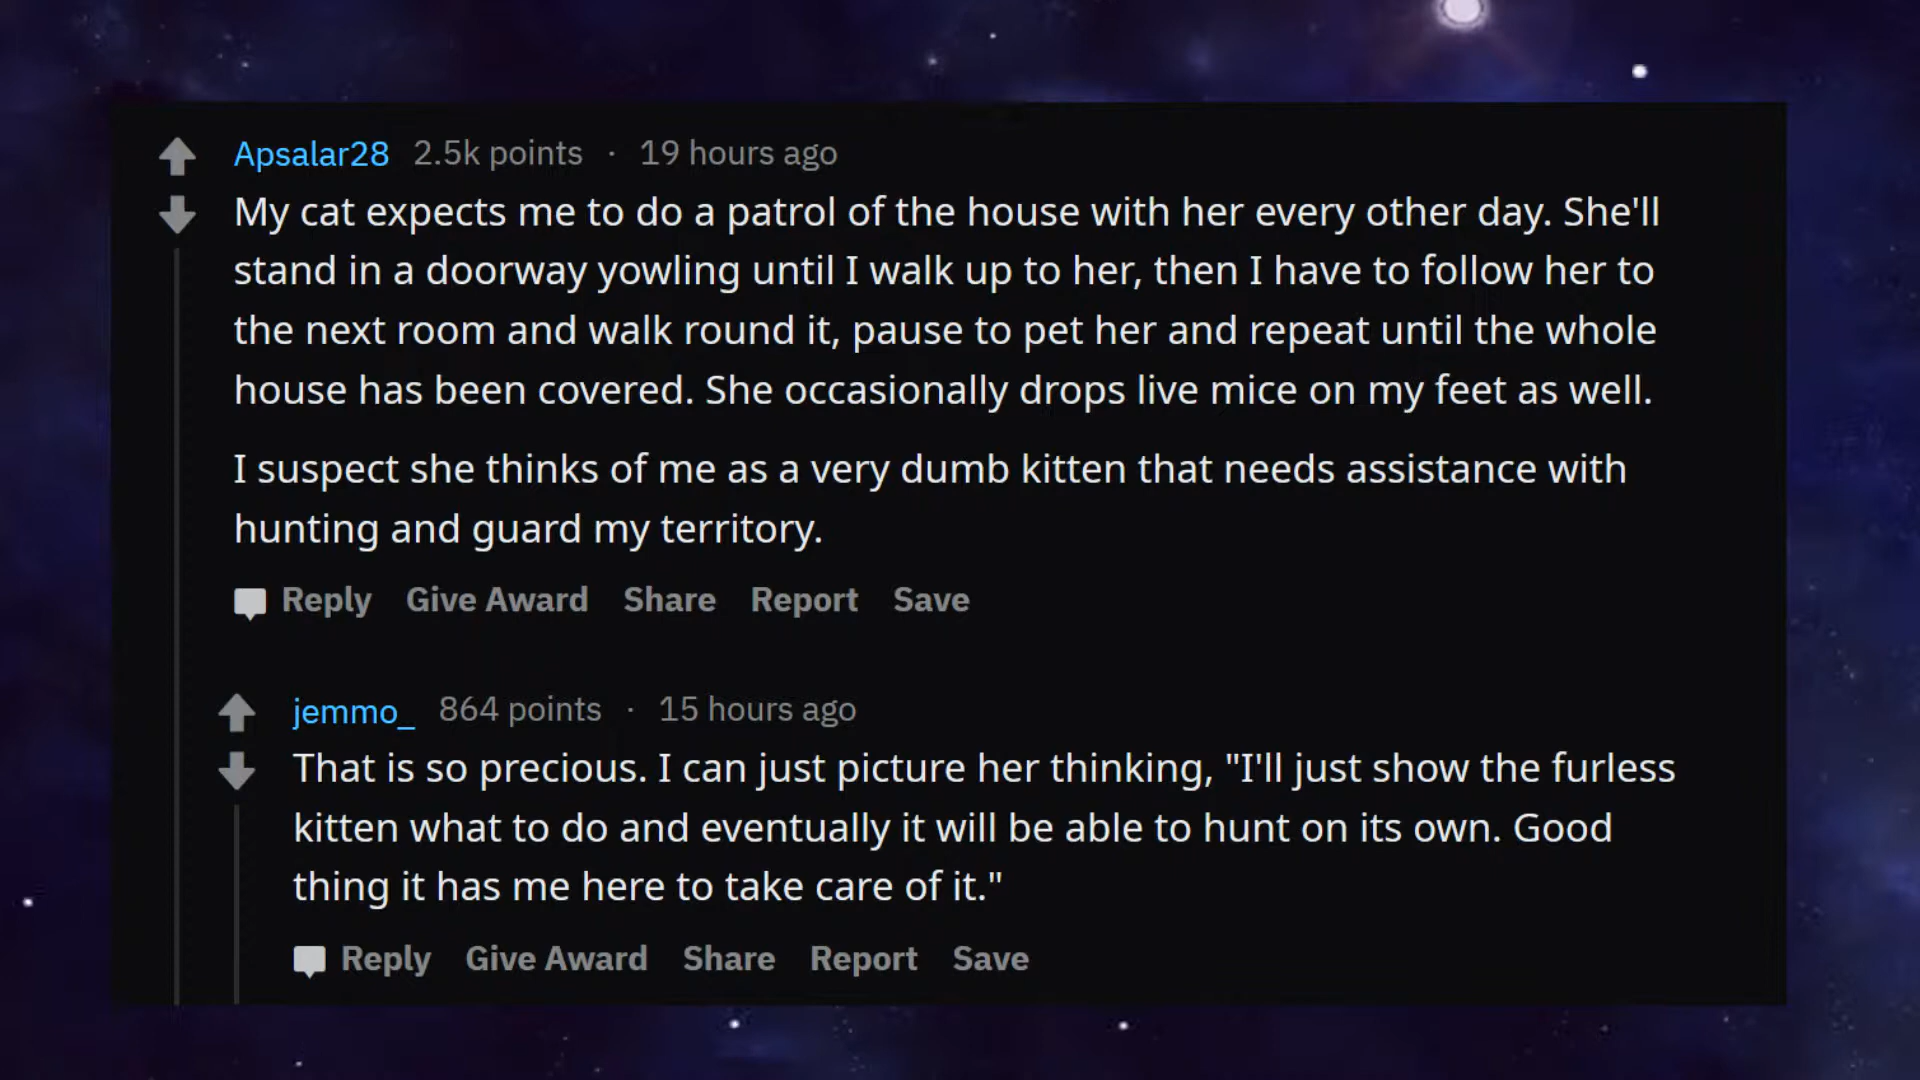 Apsalar28 2.5k points · 19 hours ago
My cat expects me to do a patrol of the house with her every other day. She'll
stand in a doorway yowling until I walk up to her, then I have to follow her to
the next room and walk round it, pause to pet her and repeat until the whole
house has been covered. She occasionally drops live mice on my feet as well.
I suspect she thinks of me as a very dumb kitten that needs assistance with
hunting and guard my territory.
Reply Give Award Share Report Save
jemmo_ 864 points · 15 hours ago
That is so precious. I can just picture her thinking, "I'll just show the furless
kitten what to do and eventually it will be able to hunt on its own. Good
thing it has me here to take care of it."
Reply Give Award Share Report Save